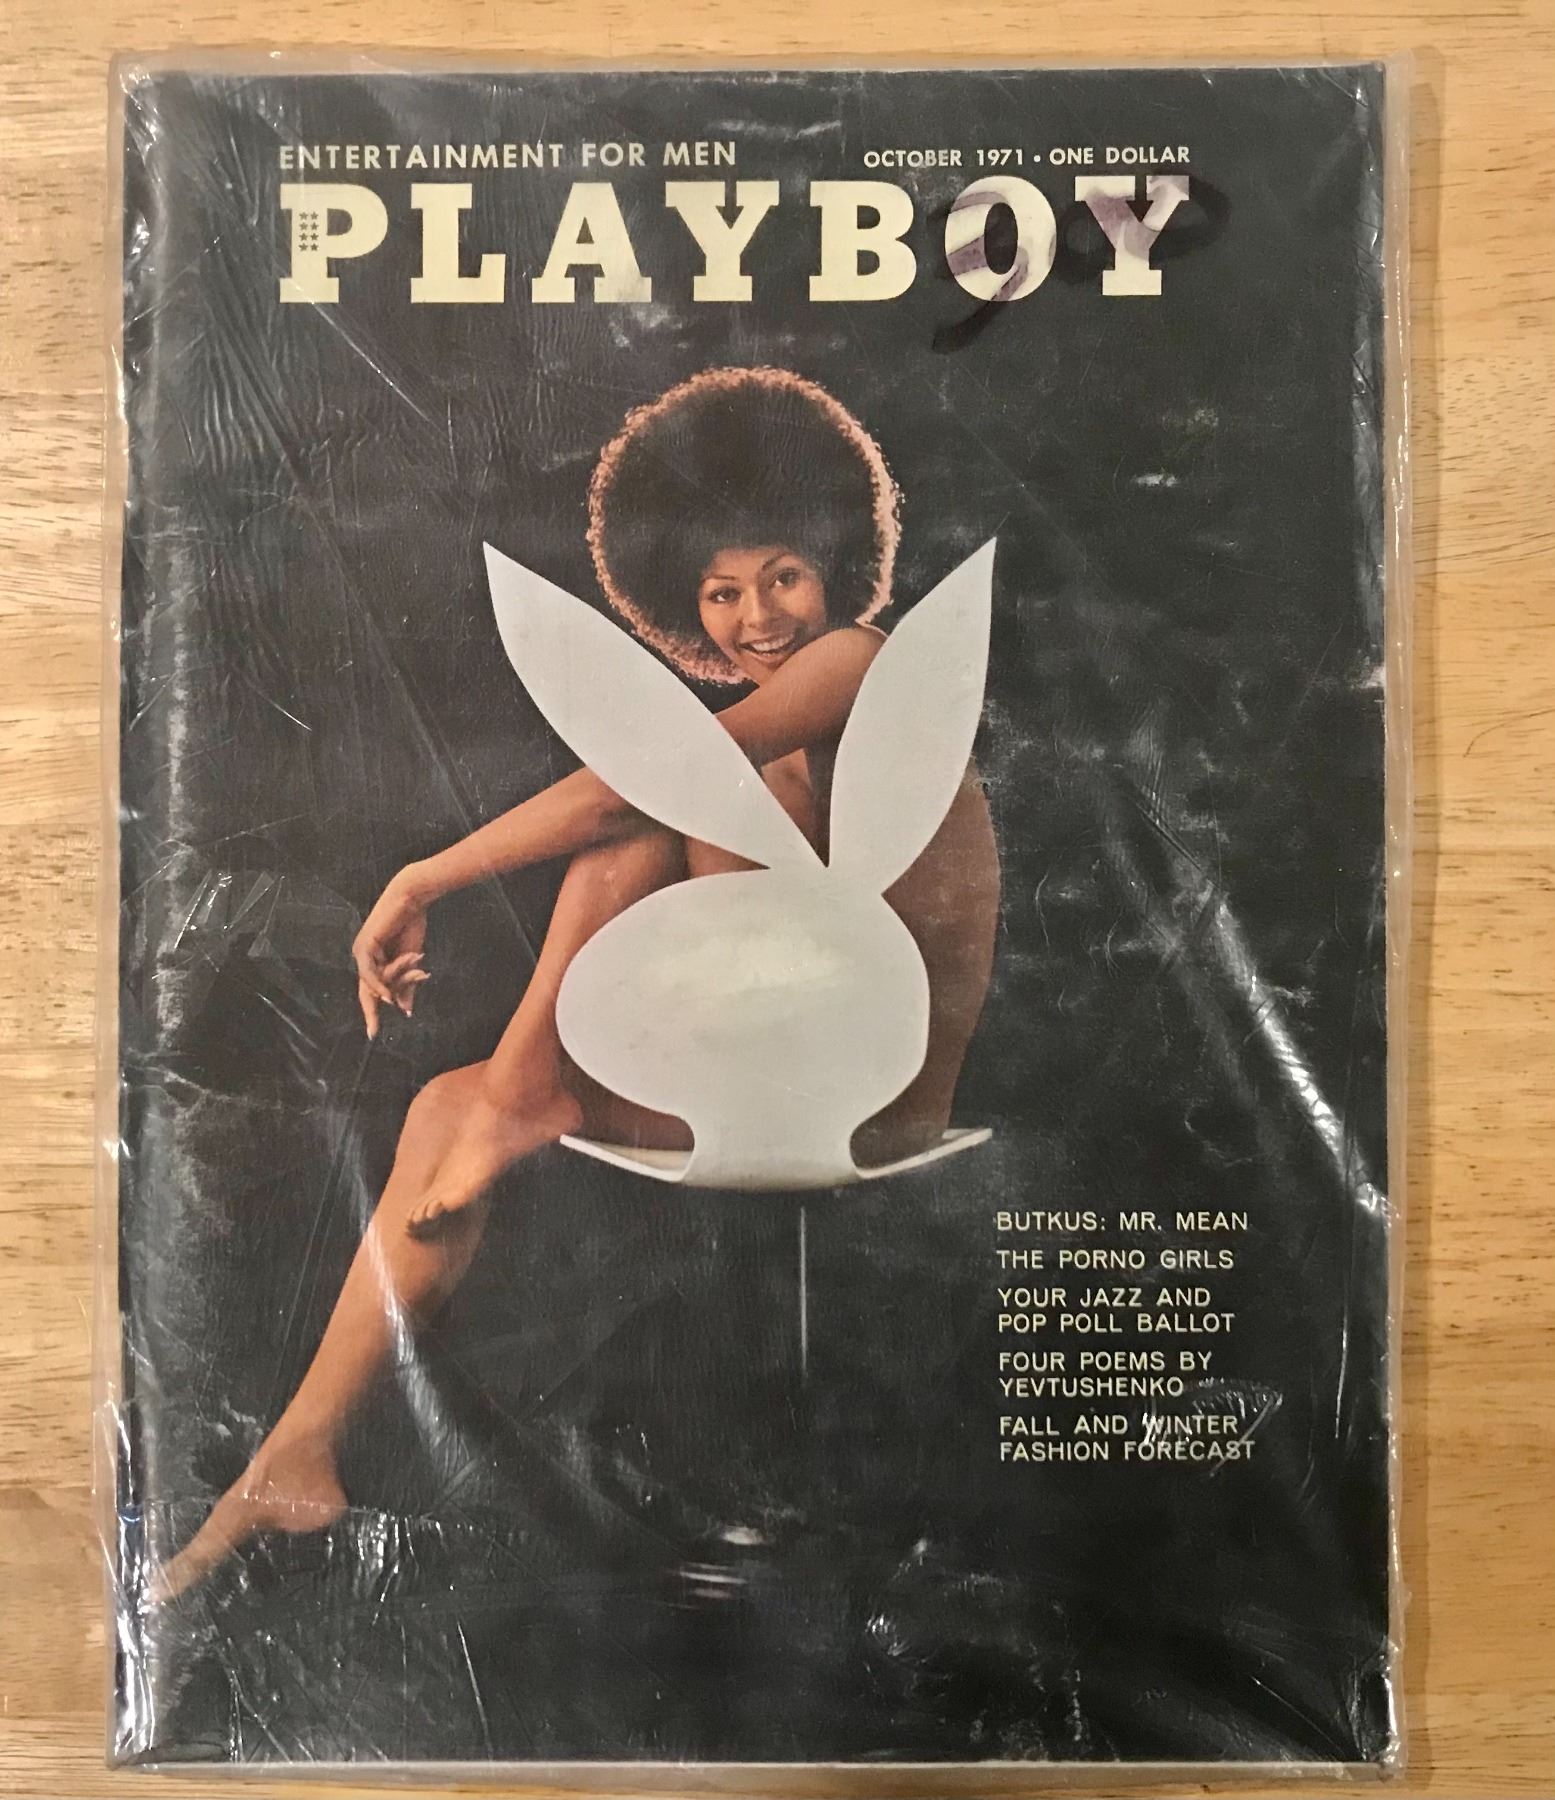 ENTERTAINMENT FOR MEN
OCTOBER 1971 • ONE DOLLAR
PLAYBOY
BUTKUS: MR. MEAN
THE PORNO GIRLS
YOUR JAZZ AND
POP POLL BALLOT
FOUR POEMS BY
YEVTUSHENKO
FALL AND WINTER
FASHION FORECAST